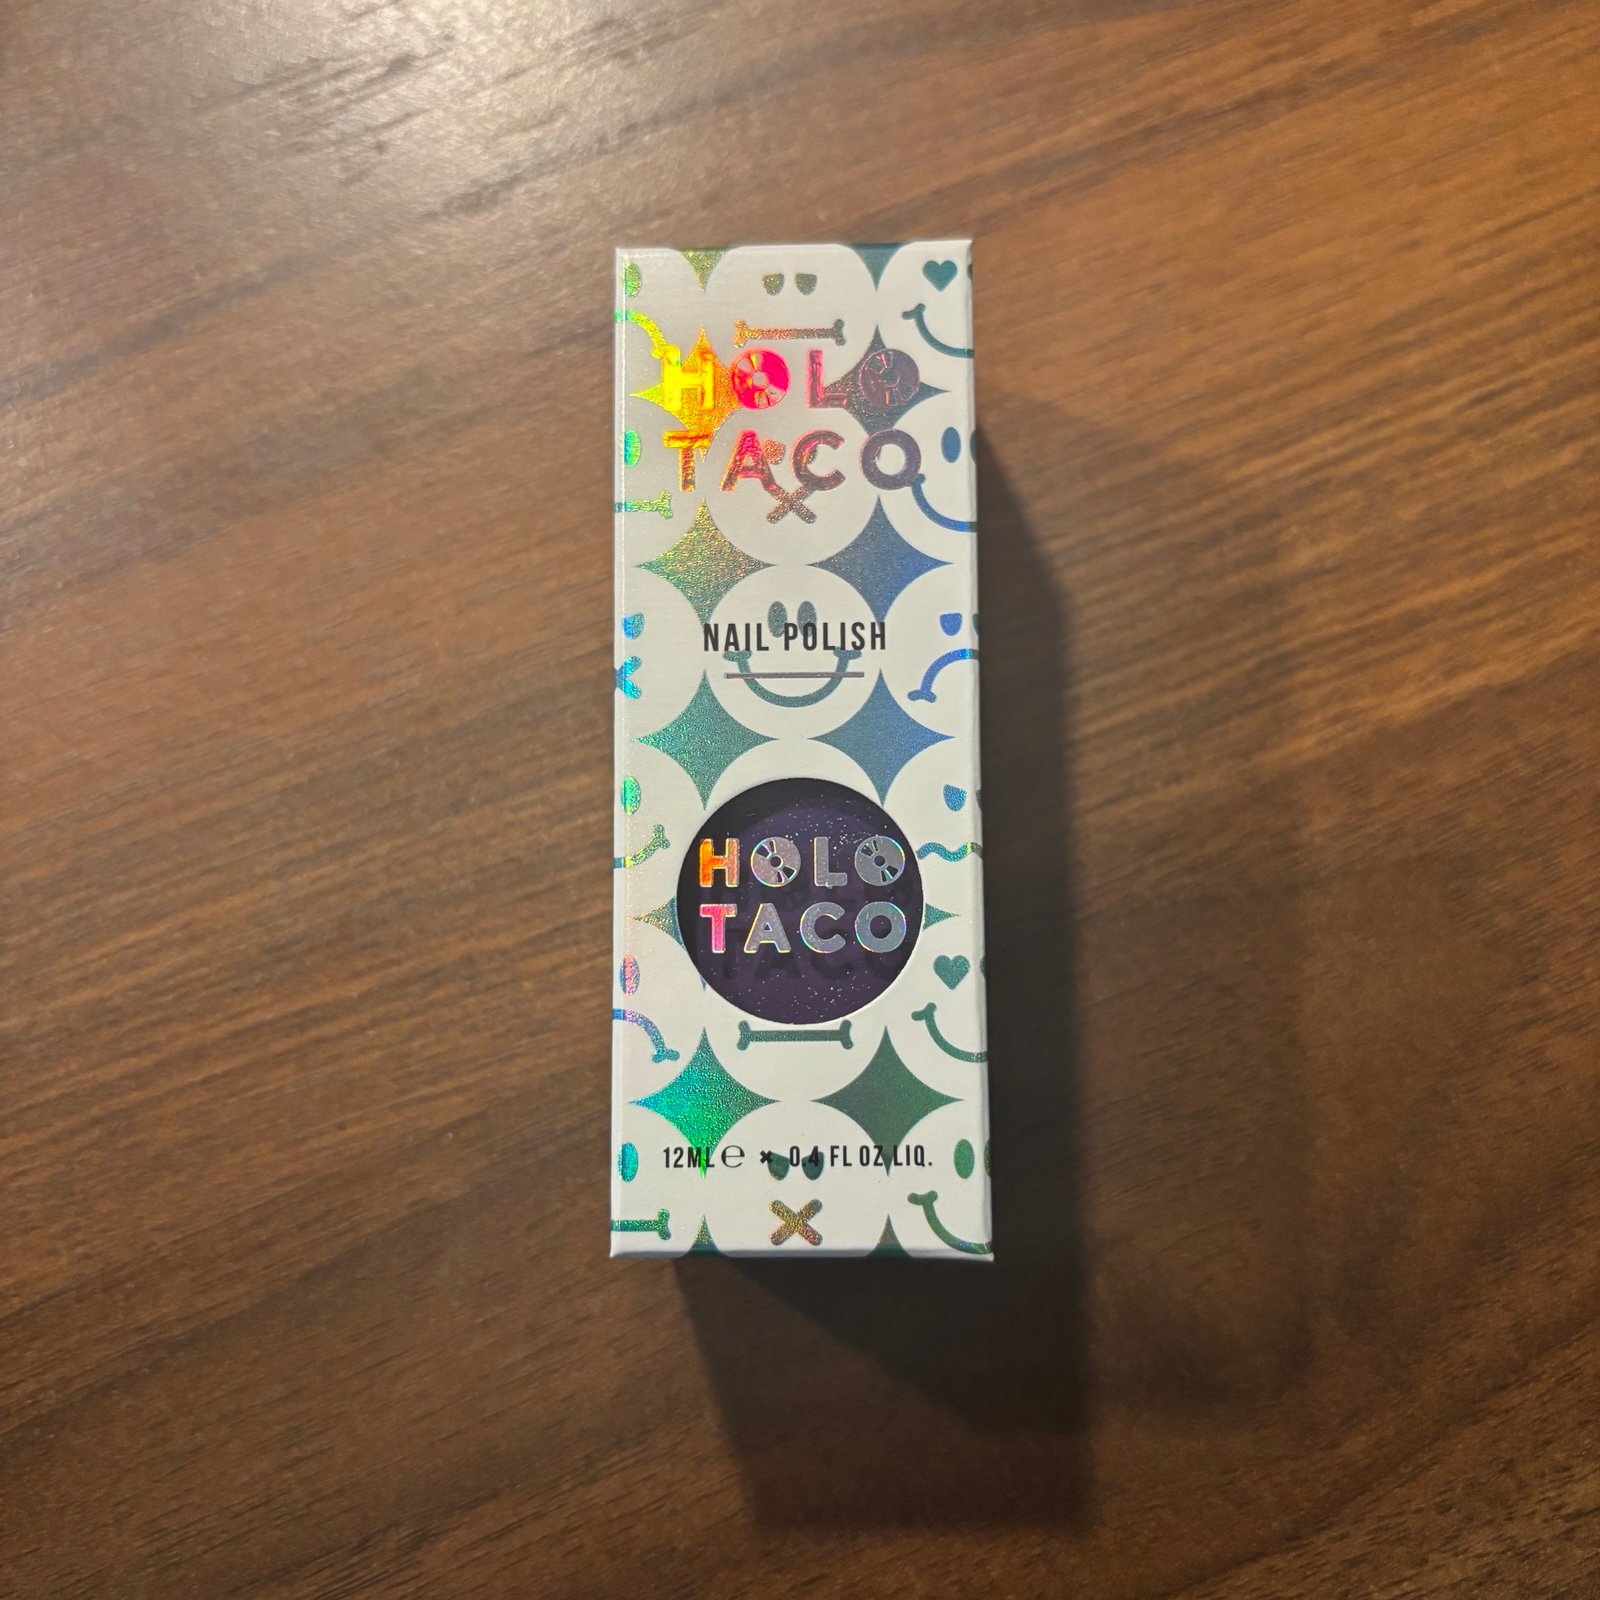 HOLO
TACO
NAIL POLISH
HOLO
TACO
12ML ℮ × 0.4 FL OZ LIQ.